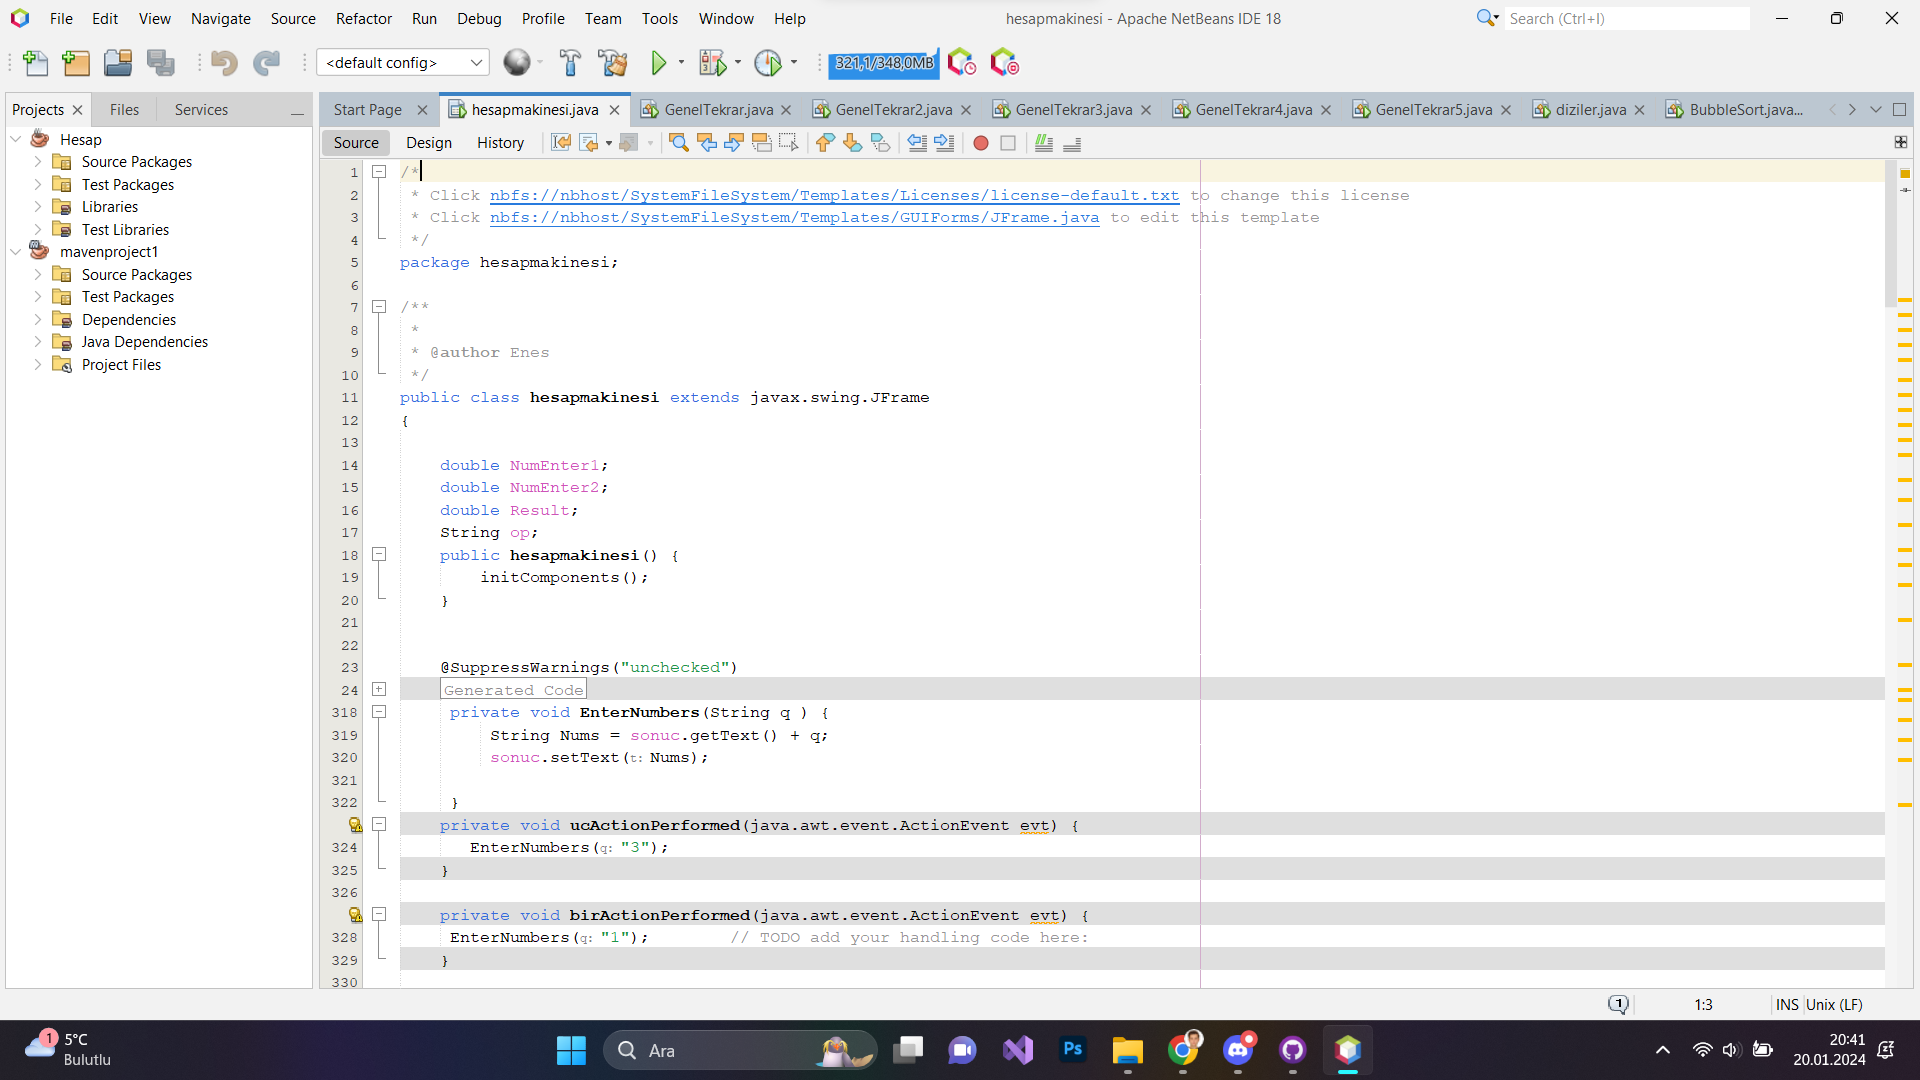 File Edit View Navigate Source Refactor Run Debug Profile Team Tools Window Help
hesapmakinesi - Apache NetBeans IDE 18
Search (Ctrl+I)
<default config>
321,1/348,0MB
Projects Files Services
Start Page hesapmakinesi.java GenelTekrar.java GenelTekrar2.java GenelTekrar3.java GenelTekrar4.java GenelTekrar5.java diziler.java BubbleSort.java...
Source Design History
Hesap
Source Packages
Test Packages
Libraries
Test Libraries
mavenproject1
Source Packages
Test Packages
Dependencies
Java Dependencies
Project Files
1 /*
2 * Click nbfs://nbhost/SystemFileSystem/Templates/Licenses/license-default.txt to change this license
3 * Click nbfs://nbhost/SystemFileSystem/Templates/GUIForms/JFrame.java to edit this template
4 */
5 package hesapmakinesi;
6
7 /**
8 *
9 * @author Enes
10 */
11 public class hesapmakinesi extends javax.swing.JFrame
12 {
13
14 double NumEnter1;
15 double NumEnter2;
16 double Result;
17 String op;
18 public hesapmakinesi() {
19 initComponents();
20 }
21
22
23 @SuppressWarnings("unchecked")
24 Generated Code
318 private void EnterNumbers(String q ) {
319 String Nums = sonuc.getText() + q;
320 sonuc.setText(t: Nums);
321
322 }
private void ucActionPerformed(java.awt.event.ActionEvent evt) {
324 EnterNumbers(q: "3");
325 }
326
private void birActionPerformed(java.awt.event.ActionEvent evt) {
328 EnterNumbers(q: "1"); // TODO add your handling code here:
329 }
330
1 1:3 INS Unix (LF)
1
5°C
Bulutlu
Ara
Ps
20:41
20.01.2024